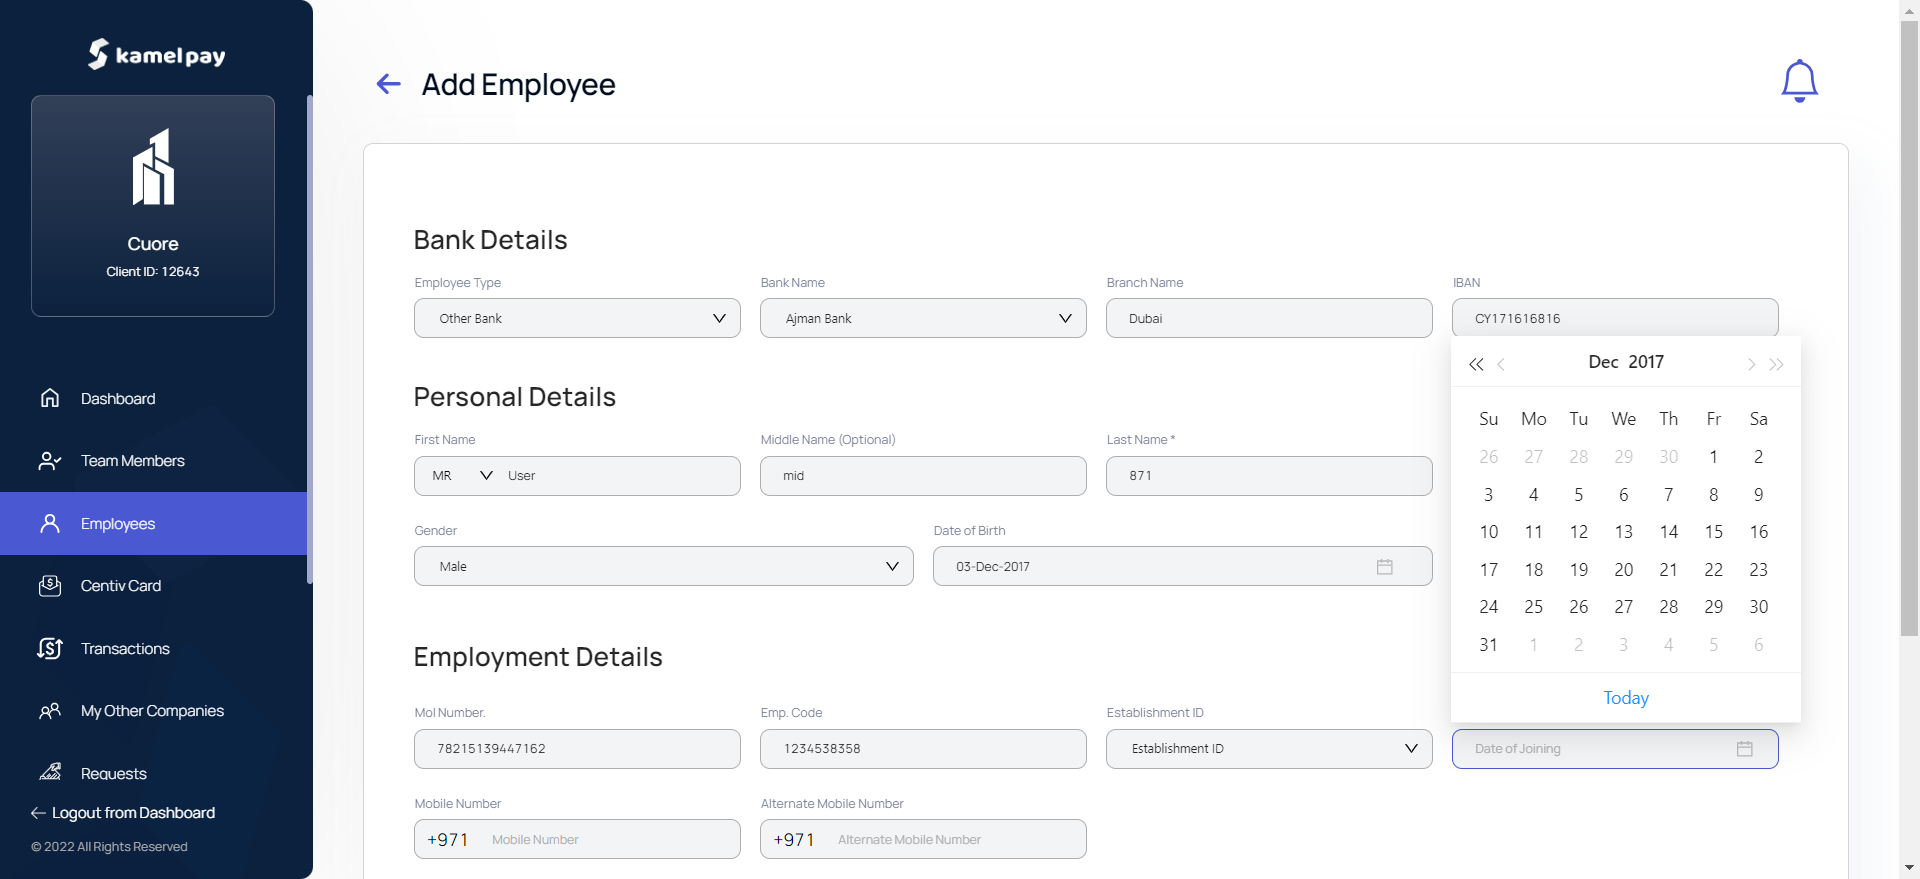 kamelpay
Cuore
Client ID: 12643
Dashboard
Team Members
Employees
Centiv Card
Transactions
My Other Companies
Requests
Logout from Dashboard
© 2022 All Rights Reserved
Add Employee
Bank Details
Employee Type
Bank Name
Branch Name
IBAN
Other Bank
Ajman Bank
Dubai
CY171616816
Personal Details
First Name
Middle Name (Optional)
Last Name *
MR
User
mid
871
Gender
Date of Birth
Male
03-Dec-2017
Dec 2017
Su Mo Tu We Th Fr Sa
26 27 28 29 30 1 2
3 4 5 6 7 8 9
10 11 12 13 14 15 16
17 18 19 20 21 22 23
24 25 26 27 28 29 30
31 1 2 3 4 5 6
Today
Employment Details
Mol Number.
Emp. Code
Establishment ID
78215139447162
1234538358
Establishment ID
Date of Joining
Mobile Number
Alternate Mobile Number
+971 Mobile Number
+971 Alternate Mobile Number